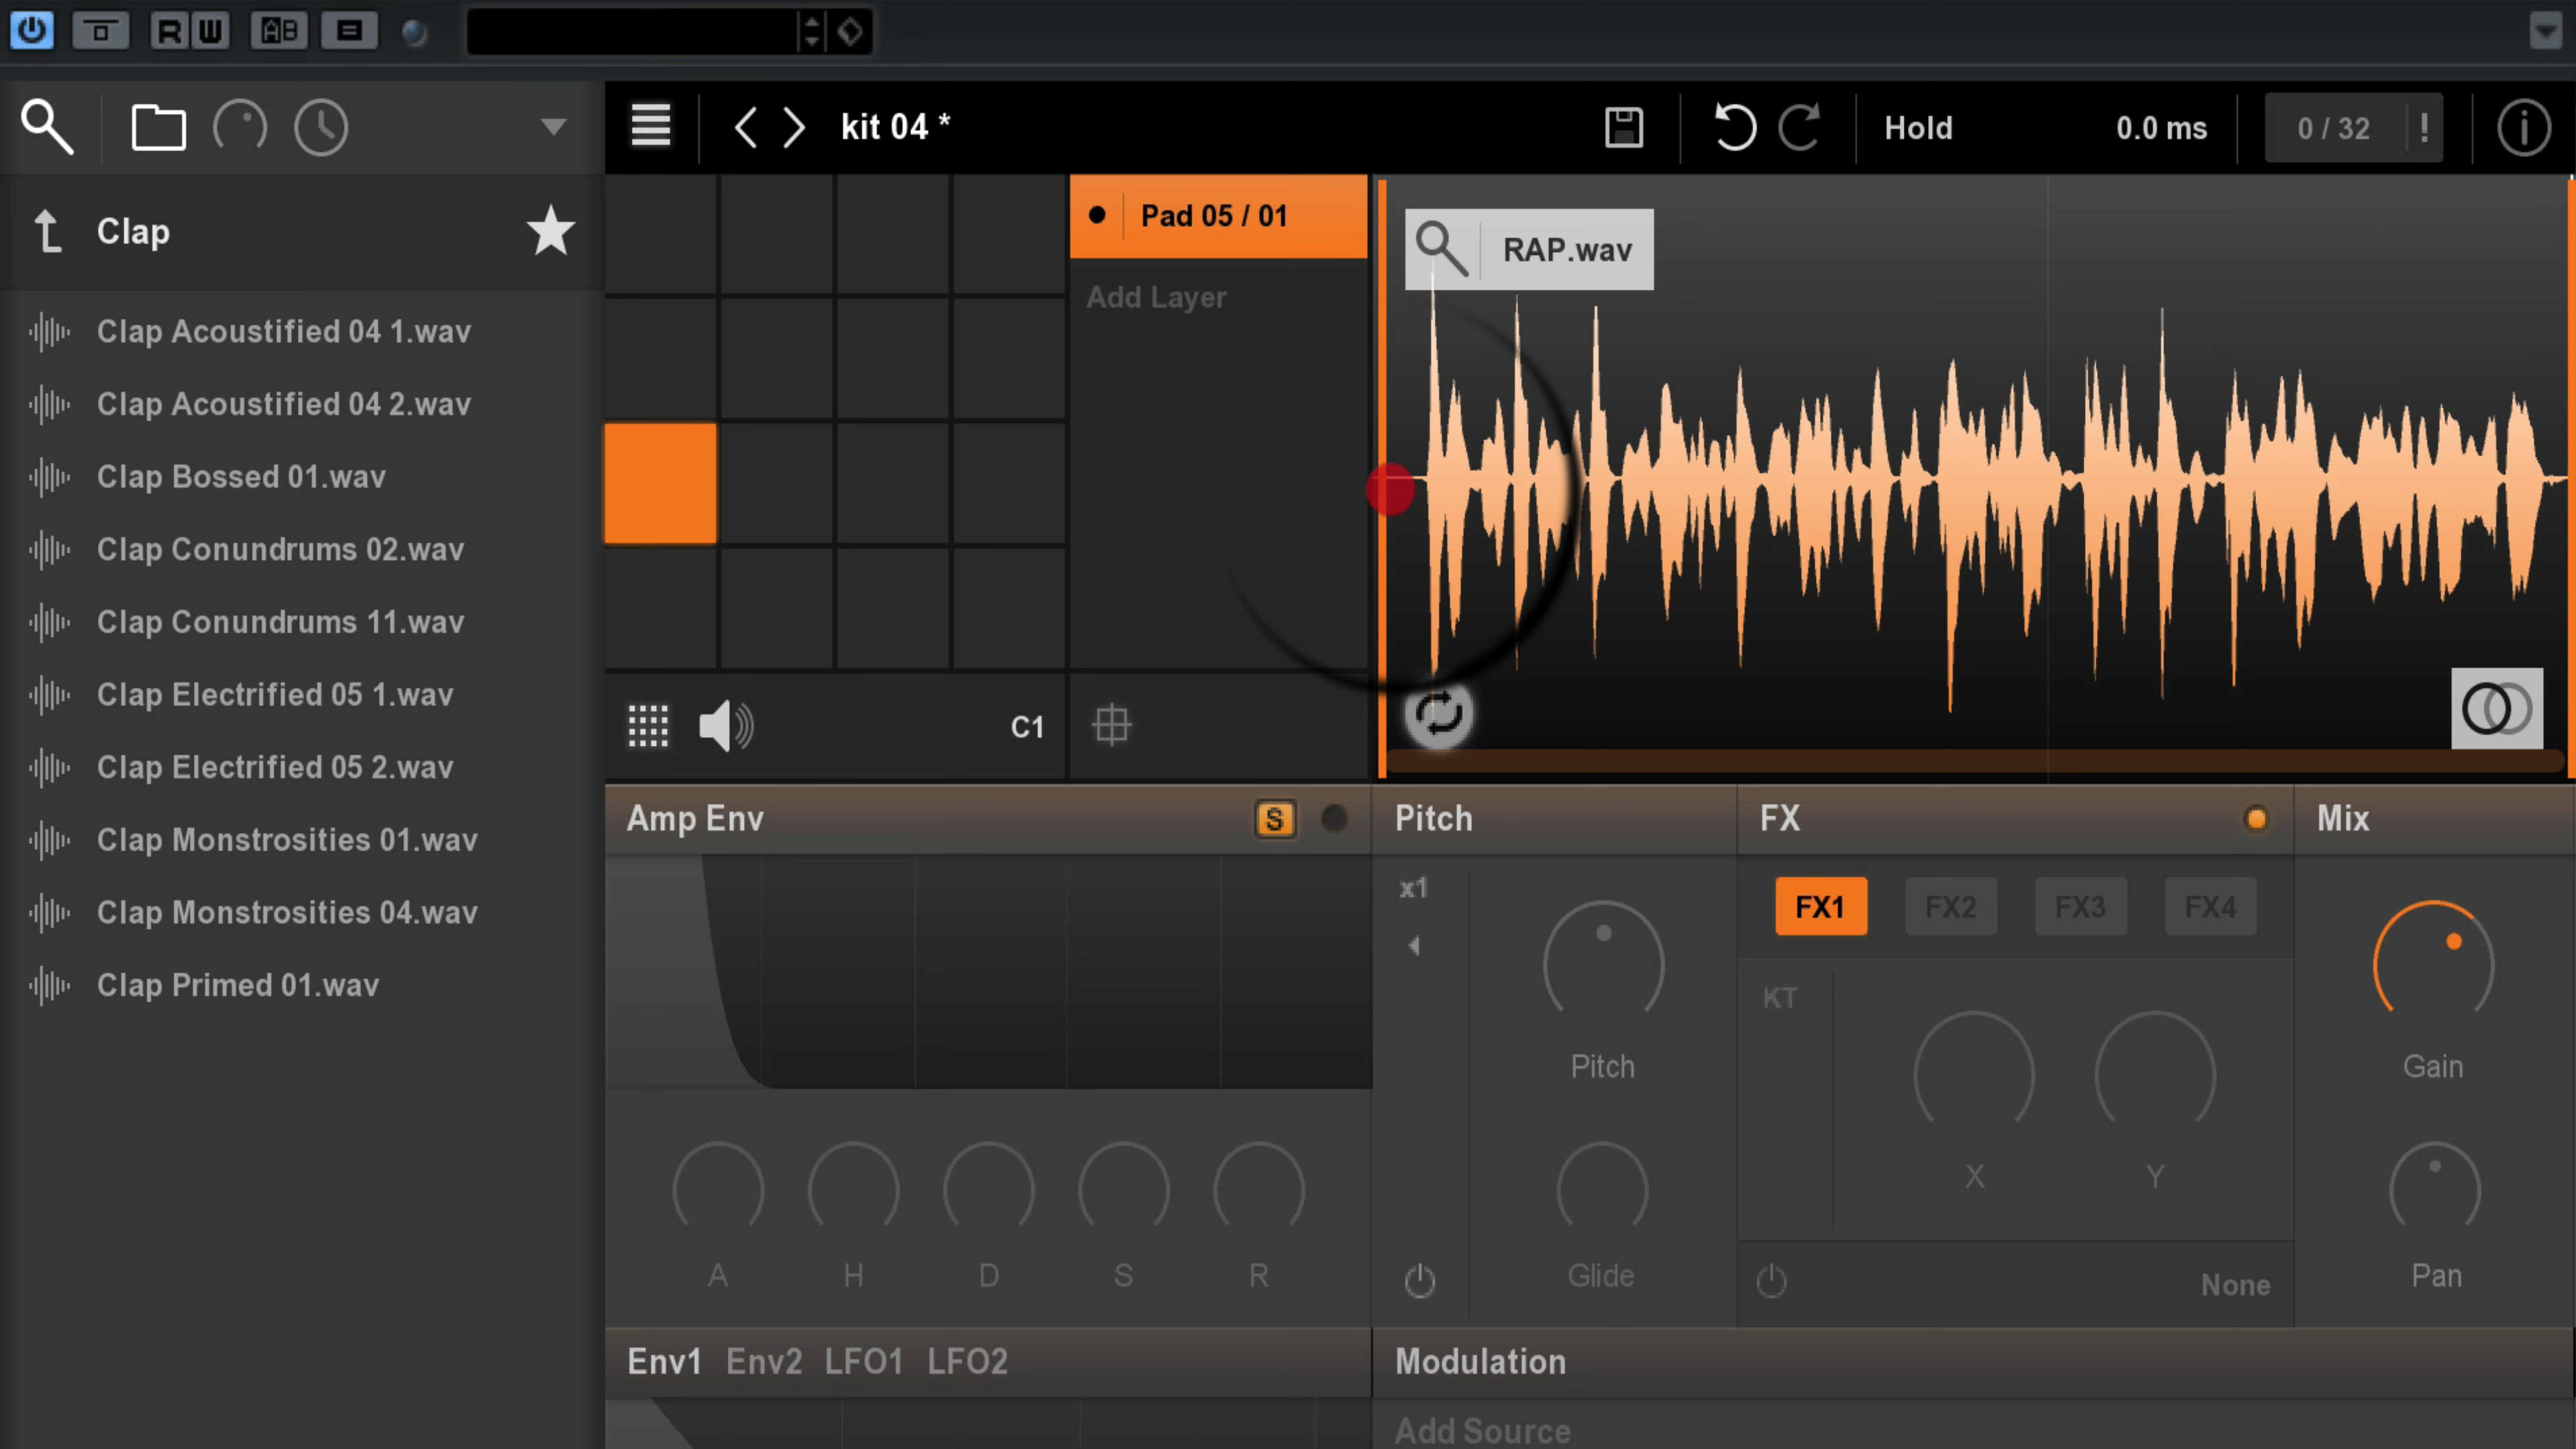 R W AB
kit 04 *
Hold 0.0 ms 0 / 32 ! i
Clap
Pad 05 / 01
RAP.wav
Add Layer
Clap Acoustified 04 1.wav
Clap Acoustified 04 2.wav
Clap Bossed 01.wav
Clap Conundrums 02.wav
Clap Conundrums 11.wav
Clap Electrified 05 1.wav
Clap Electrified 05 2.wav
Clap Monstrosities 01.wav
Clap Monstrosities 04.wav
Clap Primed 01.wav
C1
Amp Env S
A H D S R
Pitch
x1
Pitch
Glide
FX
FX1 FX2 FX3 FX4
KT
X Y
None
Mix
Gain
Pan
Env1 Env2 LFO1 LFO2
Modulation
Add Source